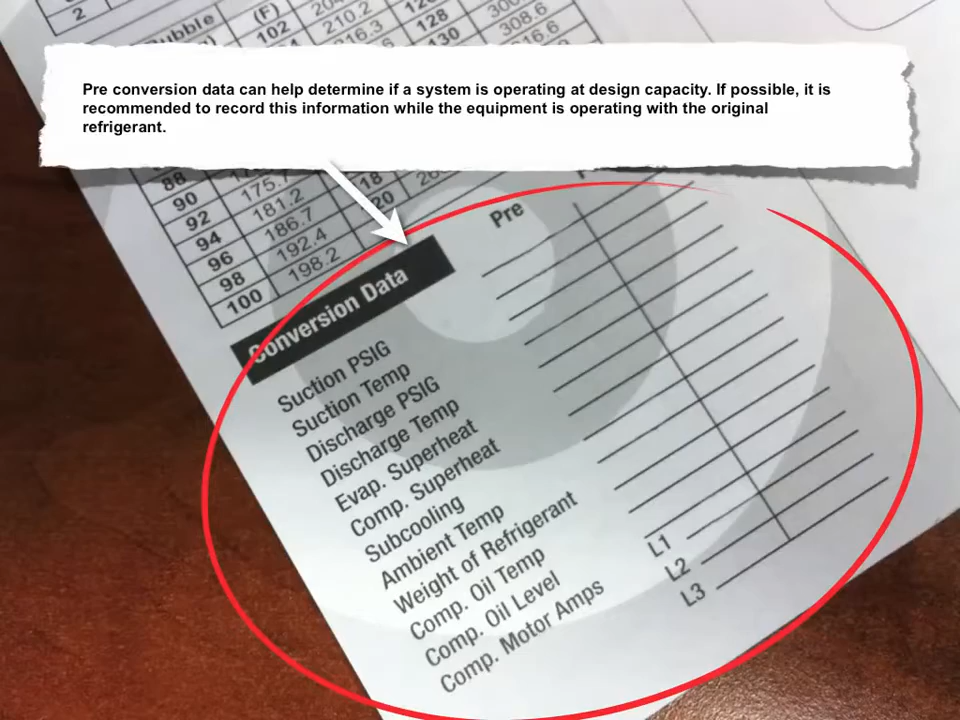 2
(F)
102
210.2
128
308.6
130
Pre conversion data can help determine if a system is operating at design capacity. If possible, it is
recommended to record this information while the equipment is operating with the original
refrigerant.
88
90
175.7
18
92
181.2
20
94
186.7
96
192.4
98
198.2
100
Pre
Conversion Data
Suction PSIG
Suction Temp
Discharge PSIG
Discharge Temp
Evap. Superheat
Comp. Superheat
Subcooling
Ambient Temp
Weight of Refrigerant
Comp. Oil Temp
Comp. Oil Level
Comp. Motor Amps
L1
L2
L3